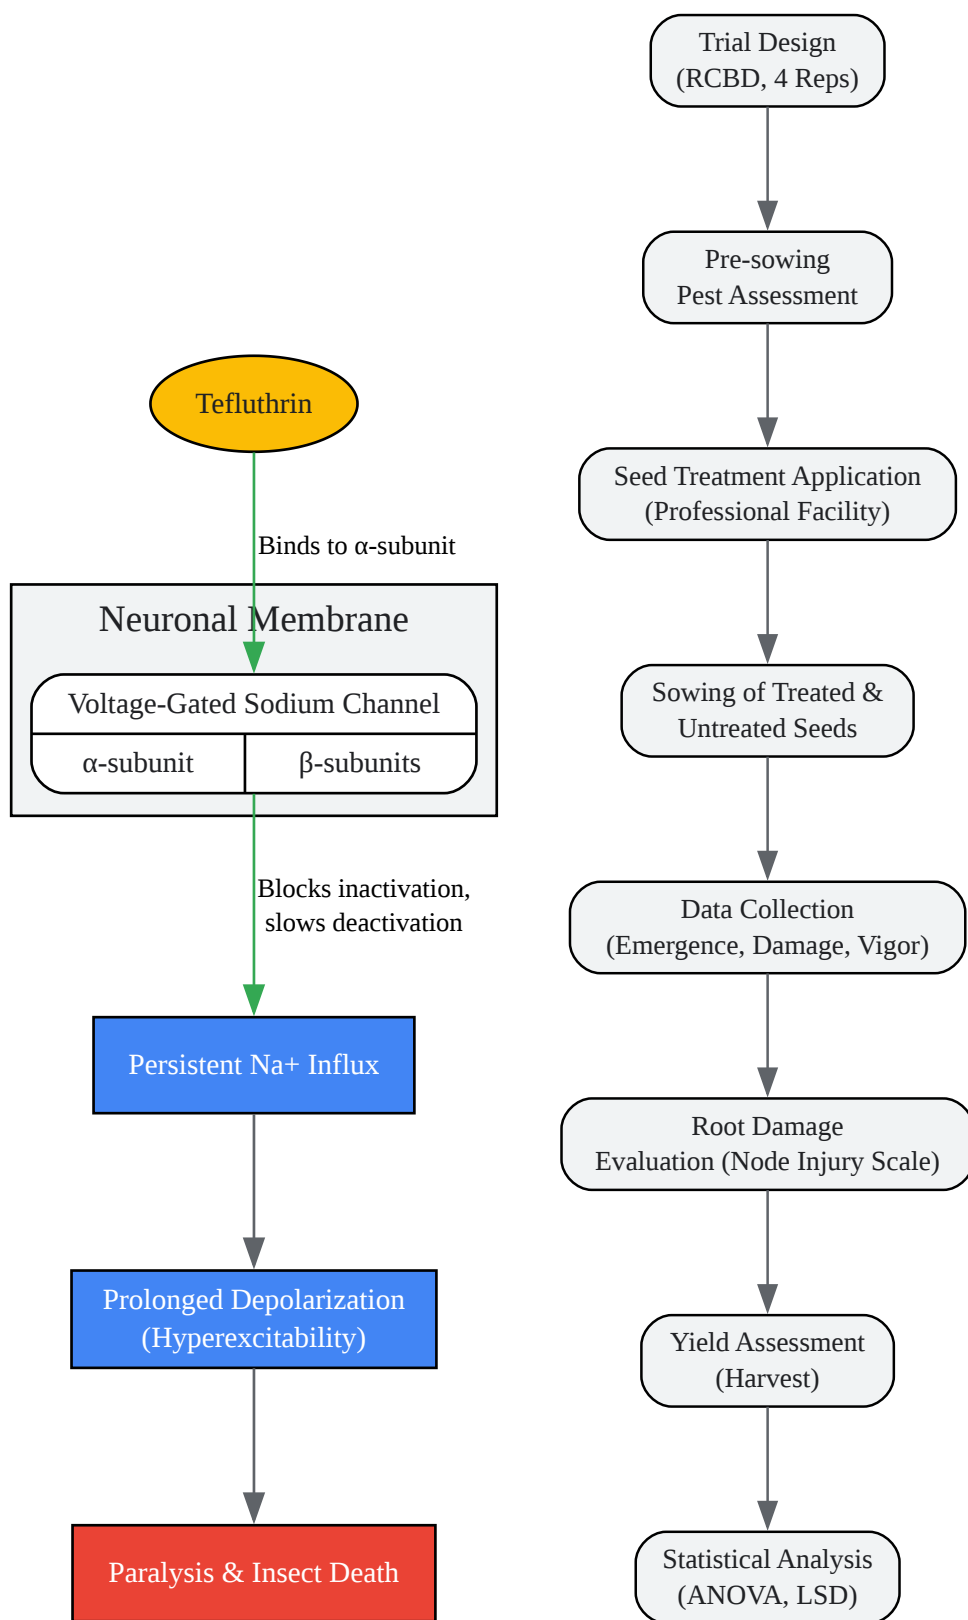 Tefluthrin
Binds to α-subunit
Neuronal Membrane
Voltage-Gated Sodium Channel
α-subunit
β-subunits
Blocks inactivation,
slows deactivation
Persistent Na+ Influx
Prolonged Depolarization
(Hyperexcitability)
Paralysis & Insect Death
Trial Design
(RCBD, 4 Reps)
Pre-sowing
Pest Assessment
Seed Treatment Application
(Professional Facility)
Sowing of Treated &
Untreated Seeds
Data Collection
(Emergence, Damage, Vigor)
Root Damage
Evaluation (Node Injury Scale)
Yield Assessment
(Harvest)
Statistical Analysis
(ANOVA, LSD)